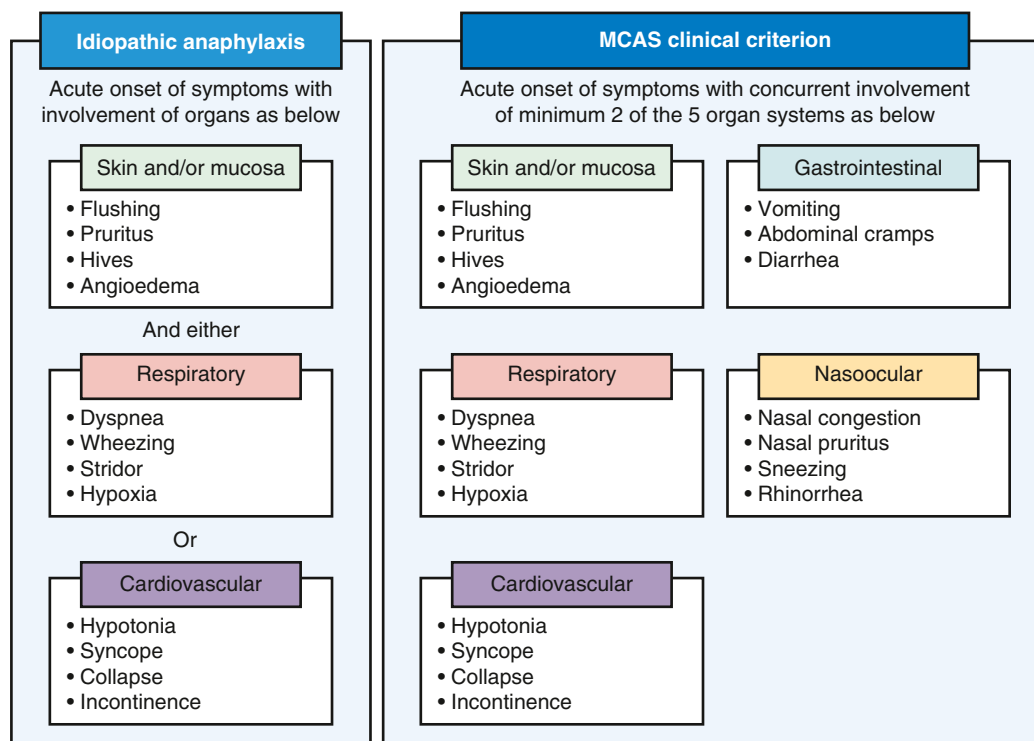 Idiopathic anaphylaxis
Acute onset of symptoms with
involvement of organs as below
Skin and/or mucosa
• Flushing
• Pruritus
• Hives
• Angioedema
And either
Respiratory
• Dyspnea
• Wheezing
• Stridor
• Hypoxia
Or
Cardiovascular
• Hypotonia
• Syncope
• Collapse
• Incontinence
MCAS clinical criterion
Acute onset of symptoms with concurrent involvement
of minimum 2 of the 5 organ systems as below
Skin and/or mucosa
• Flushing
• Pruritus
• Hives
• Angioedema
Gastrointestinal
• Vomiting
• Abdominal cramps
• Diarrhea
Respiratory
• Dyspnea
• Wheezing
• Stridor
• Hypoxia
Nasoocular
• Nasal congestion
• Nasal pruritus
• Sneezing
• Rhinorrhea
Cardiovascular
• Hypotonia
• Syncope
• Collapse
• Incontinence